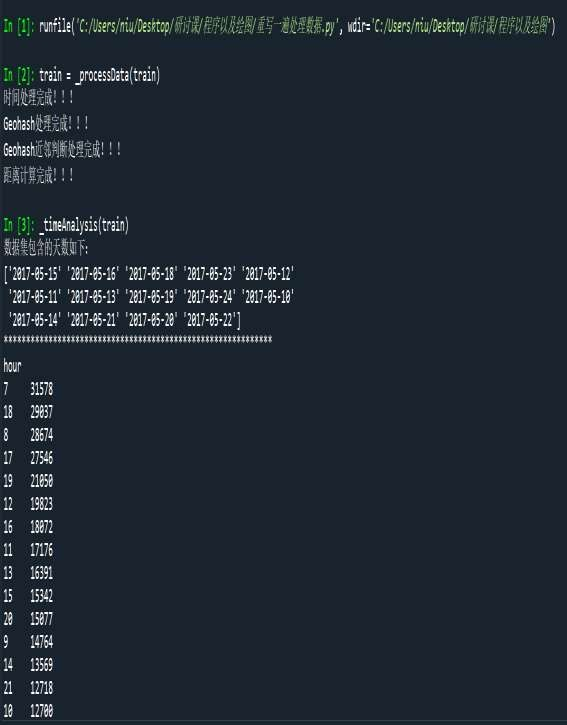 In [1]: runfile('C:/Users/niu/Desktop/研讨课/程序以及绘图/重写一遍处理数据.py', wdir='C:/Users/niu/Desktop/研讨课/程序以及绘图')
In [2]: train = _processData(train)
时间处理完成！！！
Geohash处理完成！！！
Geohash近邻判断处理完成！！！
距离计算完成！！！
In [3]: _timeAnalysis(train)
数据集包含的天数如下:
['2017-05-15' '2017-05-16' '2017-05-18' '2017-05-23' '2017-05-12'
'2017-05-11' '2017-05-13' '2017-05-19' '2017-05-24' '2017-05-10'
'2017-05-14' '2017-05-21' '2017-05-20' '2017-05-22']
************************************************************
hour
7 31578
18 29037
8 28674
17 27546
19 21050
12 19823
16 18072
11 17176
13 16391
15 15342
20 15077
9 14764
14 13569
21 12718
10 12700